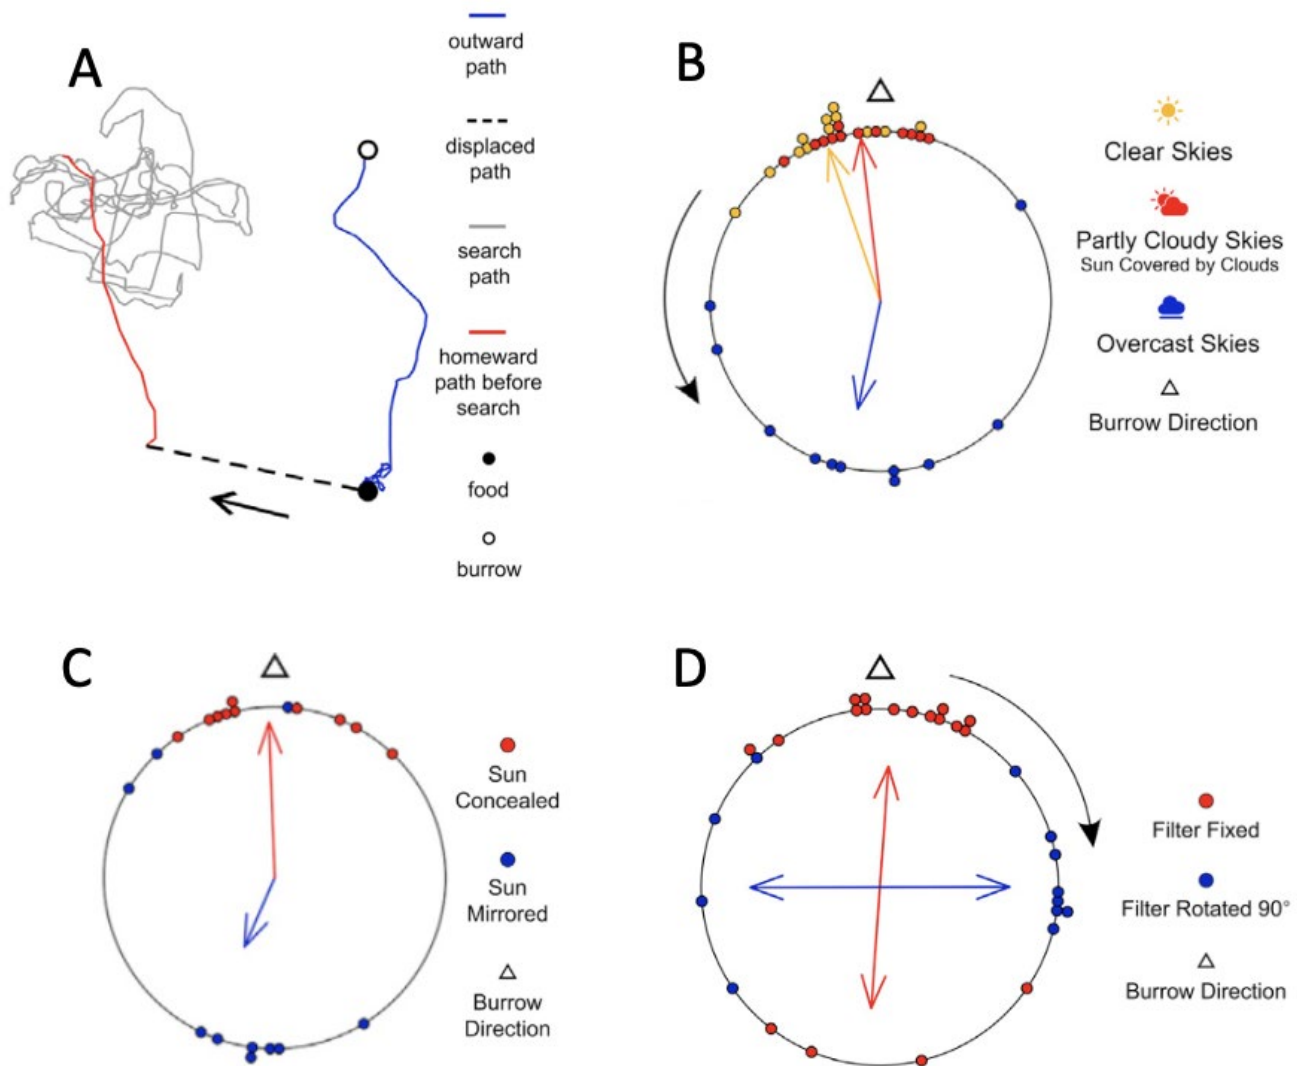 A
outward
path
displaced
path
search
path
homeward
path before
search
food
burrow
B
Clear Skies
Partly Cloudy Skies
Sun Covered by Clouds
Overcast Skies
Burrow Direction
C
Sun
Concealed
Sun
Mirrored
Burrow
Direction
D
Filter Fixed
Filter Rotated 90°
Burrow Direction